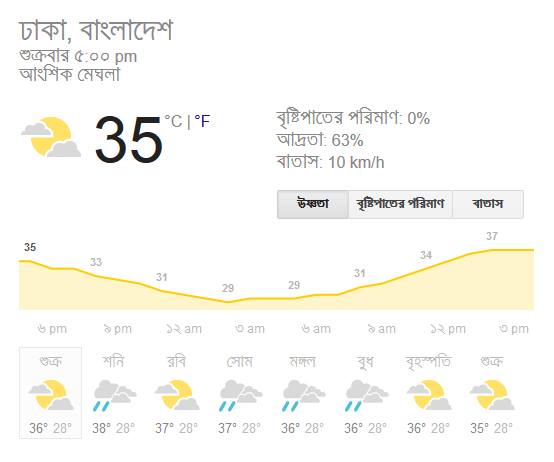 ঢাকা, বাংলাদেশ
শুক্রবার ৫:০০ pm
আংশিক মেঘলা
35 °C | °F
বৃষ্টিপাতের পরিমাণ: 0%
আদ্রতা: 63%
বাতাস: 10 km/h
উষ্ণতা বৃষ্টিপাতের পরিমাণ বাতাস
35 33 31 29 29 31 34 37
৬ pm ৯ pm ১২ am ৩ am ৬ am ৯ am ১২ pm ৩ pm
শুক্র শনি রবি সোম মঙ্গল বুধ বৃহস্পতি শুক্র
36° 28° 38° 28° 37° 28° 37° 28° 36° 28° 36° 28° 36° 28° 35° 28°